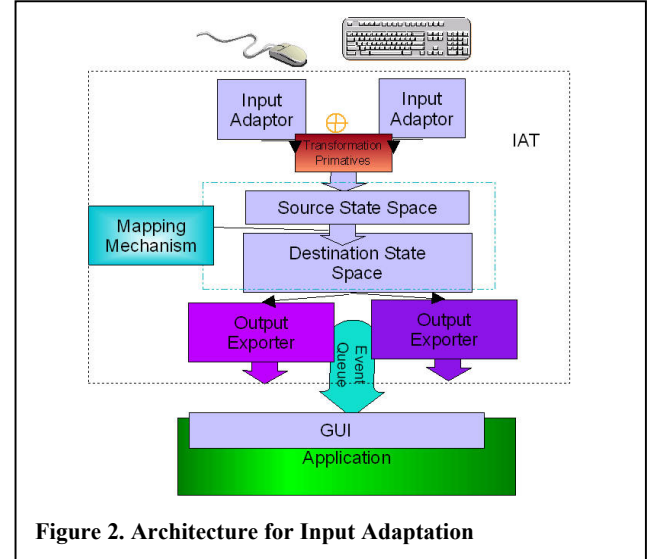 Input
Adaptor
Input
Adaptor
IAT
Transformation
Primatives
Source State Space
Mapping
Mechanism
Destination State
Space
Output
Exporter
Event
Queue
Output
Exporter
GUI
Application
Figure 2. Architecture for Input Adaptation